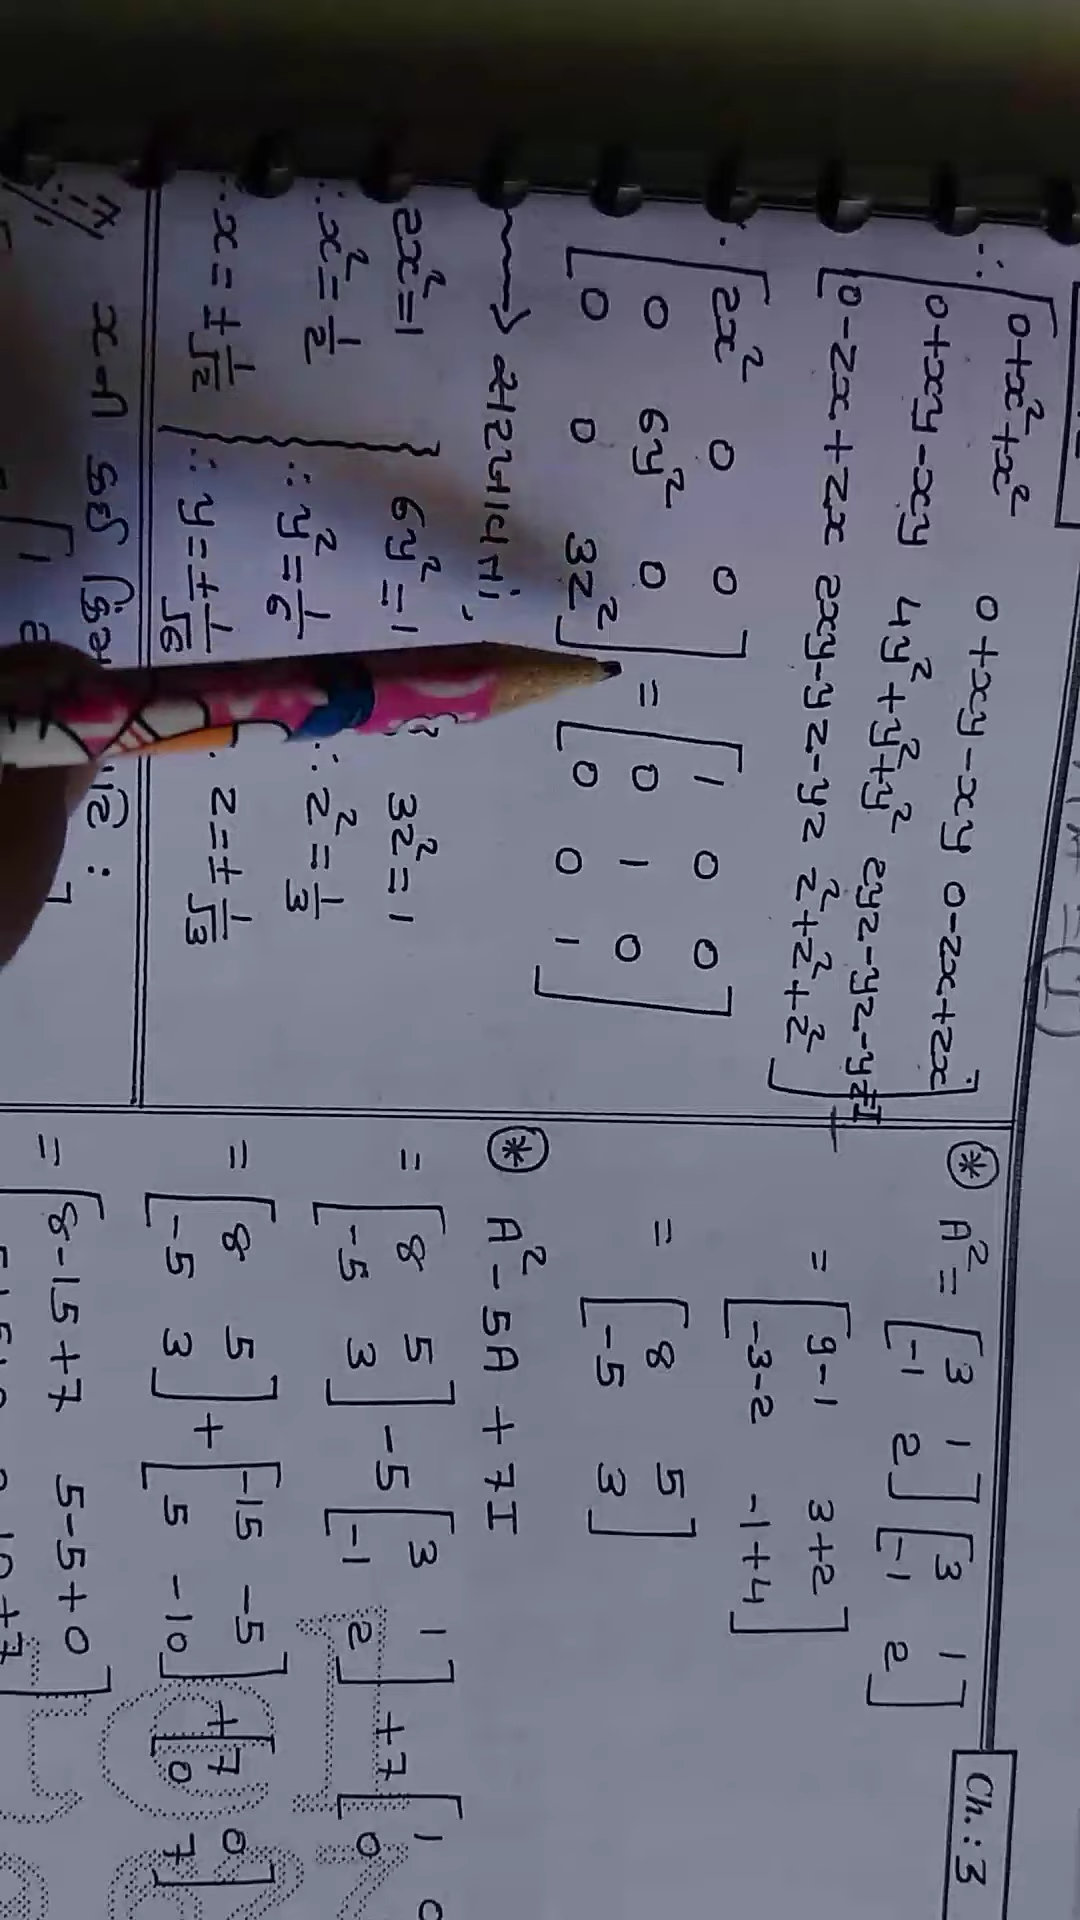 ∴ [0+x²+x² 0+xy-xy 0-zx+zx
0+xy-xy 4y²+y²+y² 2yz-yz-yz
0-zx+zx 2xy-yz-yz z²+z²+z²] = I
∴ [2x² 0 0
0 6y² 0
0 0 3z²] = [1 0 0
0 1 0
0 0 1]
→ સરખાવતાં,
2x²=1 6y²=1 3z²=1
∴ x²=1/2 ∴ y²=1/6 ∴ z²=1/3
∴ x=±1/√2 ∴ y=±1/√6 ∴ z=±1/√3
x-ની કઈ
Ch. : 3
⊛ A² = [3 1
-1 2] [3 1
-1 2]
= [9-1 3+2
-3-2 -1+4]
= [8 5
-5 3]
⊛ A² - 5A + 7I
= [8 5
-5 3] -5 [3 1
-1 2] +7 [1 0
0
= [8 5
-5 3] + [-15 -5
5 -10] + [7 0
0 7]
= [8-15+7 5-5+0]